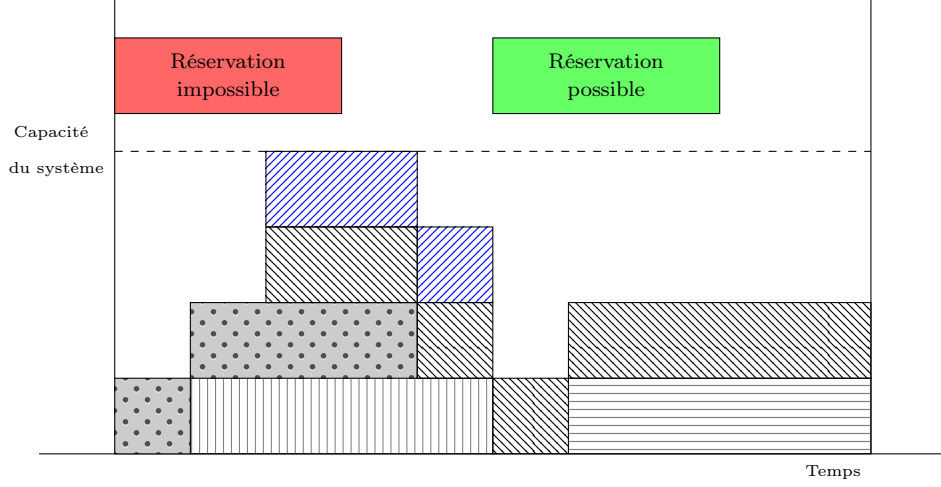 Réservation
impossible
Réservation
possible
Capacité
du système
Temps